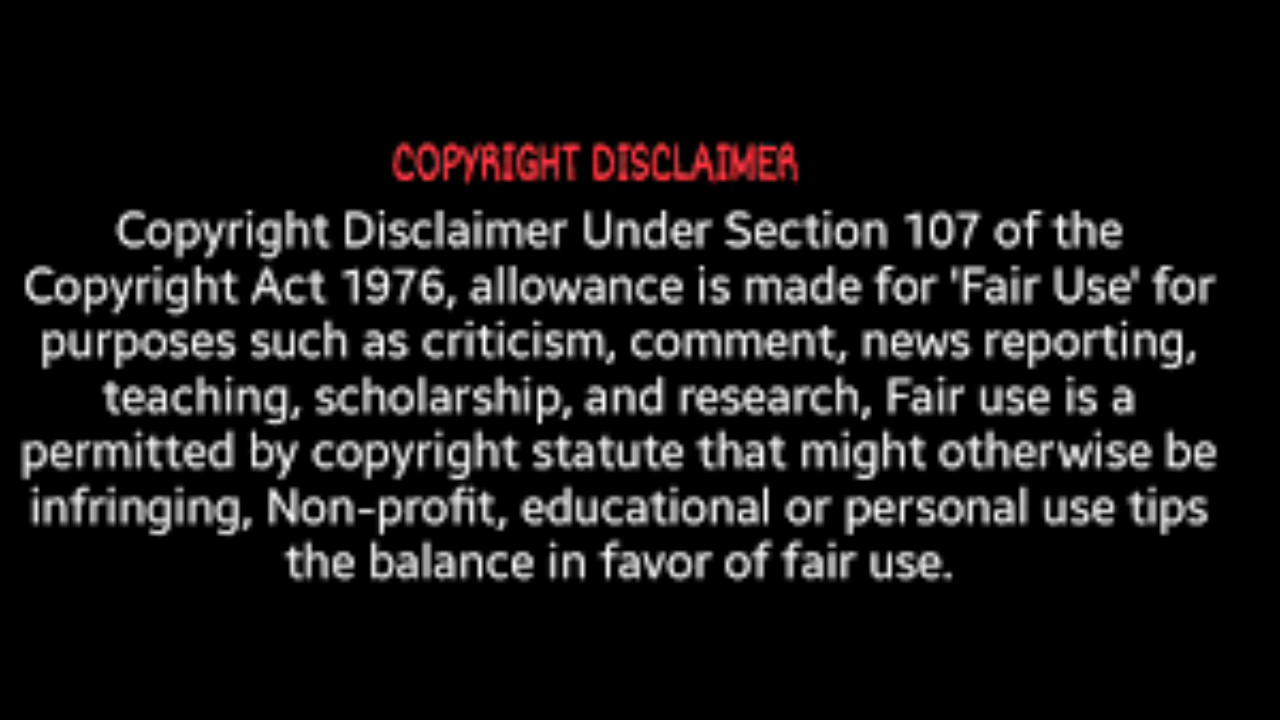 COPYRIGHT DISCLAIMER
Copyright Disclaimer Under Section 107 of the
Copyright Act 1976, allowance is made for 'Fair Use' for
purposes such as criticism, comment, news reporting,
teaching, scholarship, and research, Fair use is a
permitted by copyright statute that might otherwise be
infringing, Non-profit, educational or personal use tips
the balance in favor of fair use.